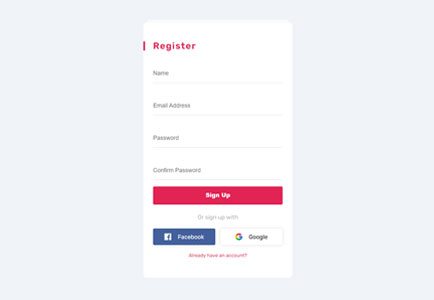 Register
Name
Email Address
Password
Confirm Password
Sign Up
Or sign up with
Facebook Google
Already have an account?